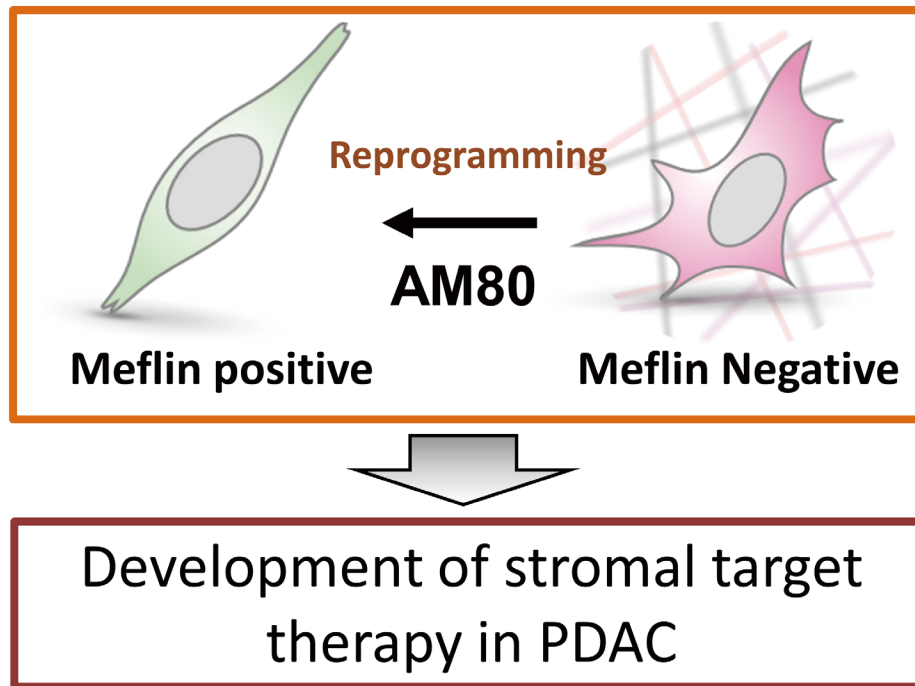 Reprogramming
AM80
Meflin positive
Meflin Negative
Development of stromal target
therapy in PDAC